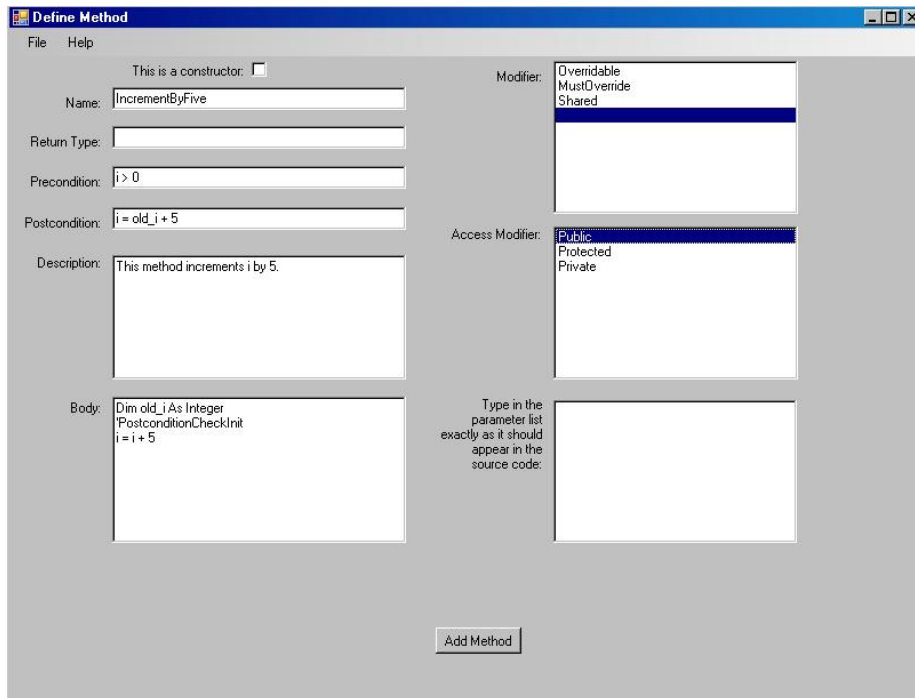 Define Method
File Help
This is a constructor:
Name: IncrementByFive
Return Type:
Precondition: i > 0
Postcondition: i = old_i + 5
Description: This method increments i by 5.
Body: Dim old_i As Integer
'PostconditionCheckInit
i = i + 5
Modifier: Overridable
MustOverride
Shared
Access Modifier: Public
Protected
Private
Type in the
parameter list
exactly as it should
appear in the
source code:
Add Method